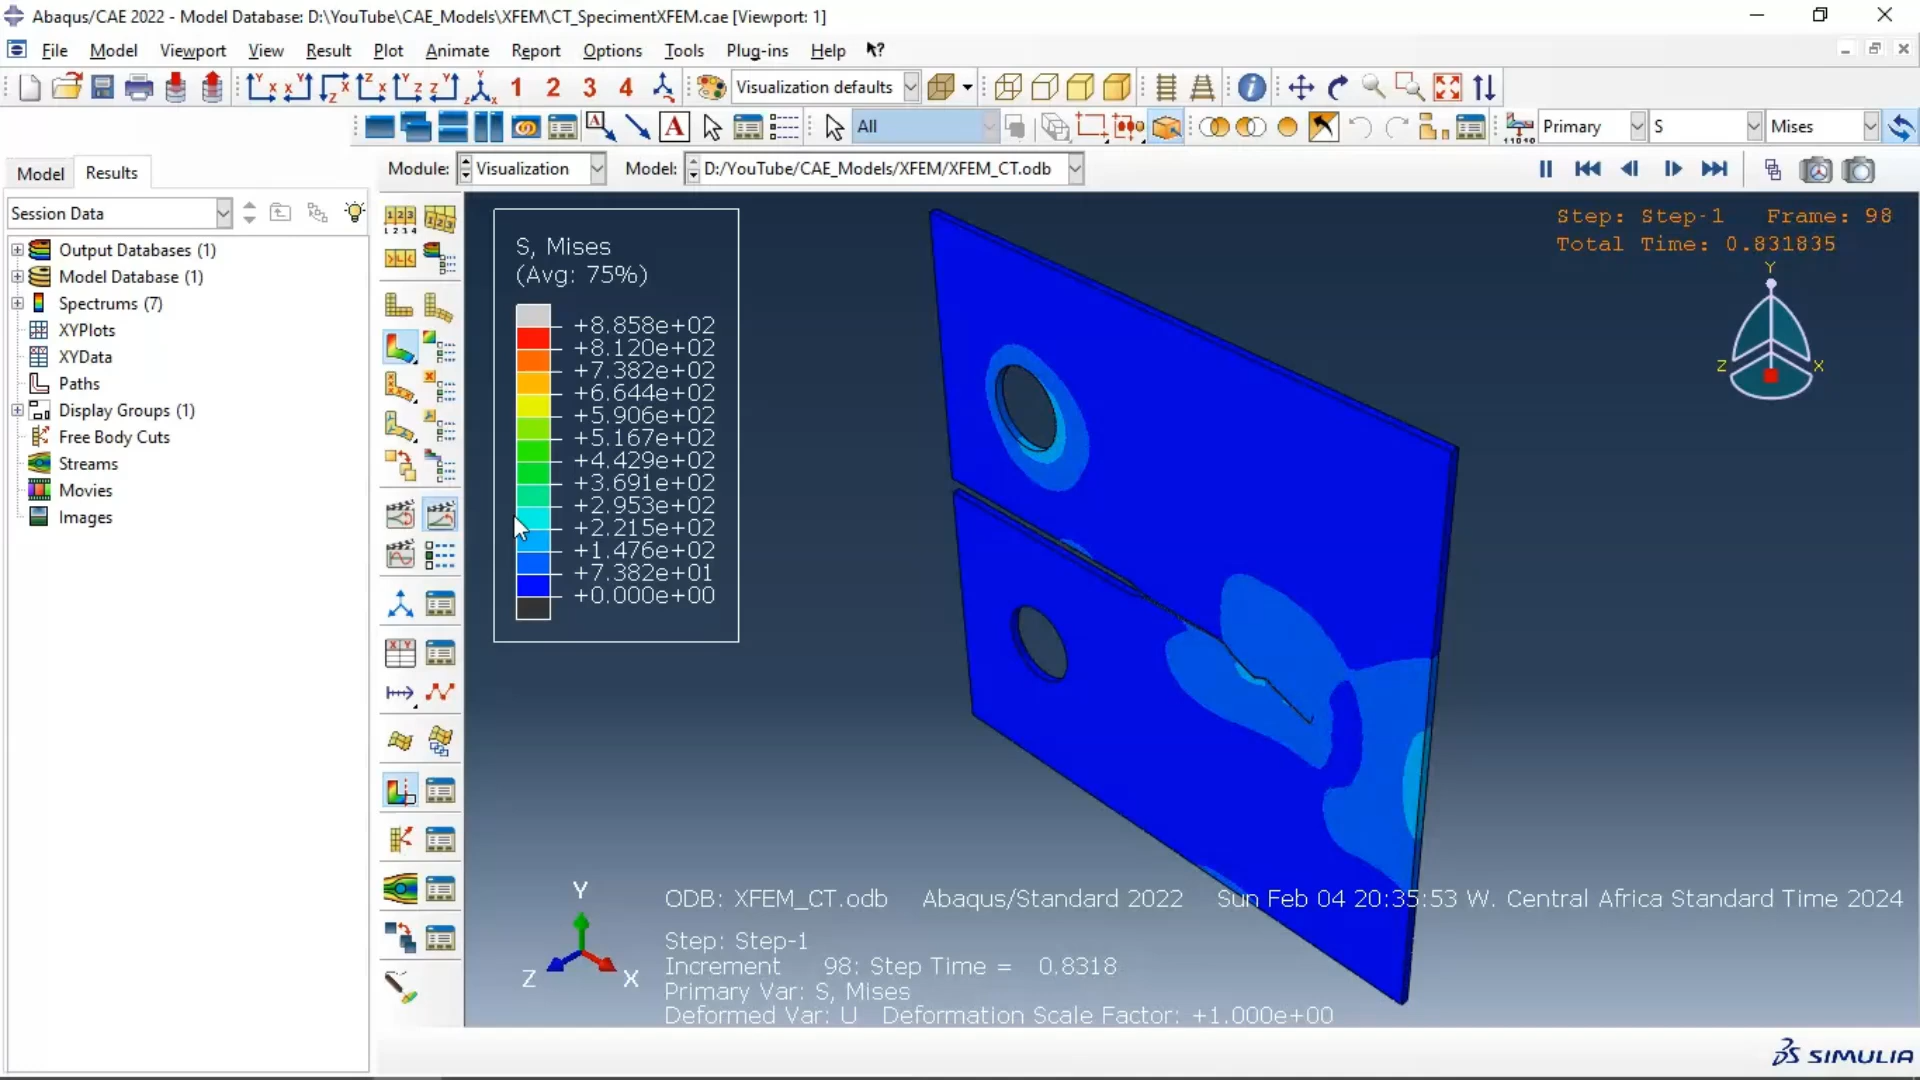 Abaqus/CAE 2022 - Model Database: D:\YouTube\CAE_Models\XFEM\CT_SpecimentXFEM.cae [Viewport: 1]
File Model Viewport View Result Plot Animate Report Options Tools Plug-ins Help
1 2 3 4 Visualization defaults
All Primary S Mises
Model Results
Module: Visualization Model: D:/YouTube/CAE_Models/XFEM/XFEM_CT.odb
Session Data
Output Databases (1)
Model Database (1)
Spectrums (7)
XYPlots
XYData
Paths
Display Groups (1)
Free Body Cuts
Streams
Movies
Images
S, Mises
(Avg: 75%)
+8.858e+02
+8.120e+02
+7.382e+02
+6.644e+02
+5.906e+02
+5.167e+02
+4.429e+02
+3.691e+02
+2.953e+02
+2.215e+02
+1.476e+02
+7.382e+01
+0.000e+00
Step: Step-1 Frame: 98
Total Time: 0.831835
Y
Z X
Y
Z X
ODB: XFEM_CT.odb Abaqus/Standard 2022 Sun Feb 04 20:35:53 W. Central Africa Standard Time 2024
Step: Step-1
Increment 98: Step Time = 0.8318
Primary Var: S, Mises
Deformed Var: U Deformation Scale Factor: +1.000e+00
SIMULIA